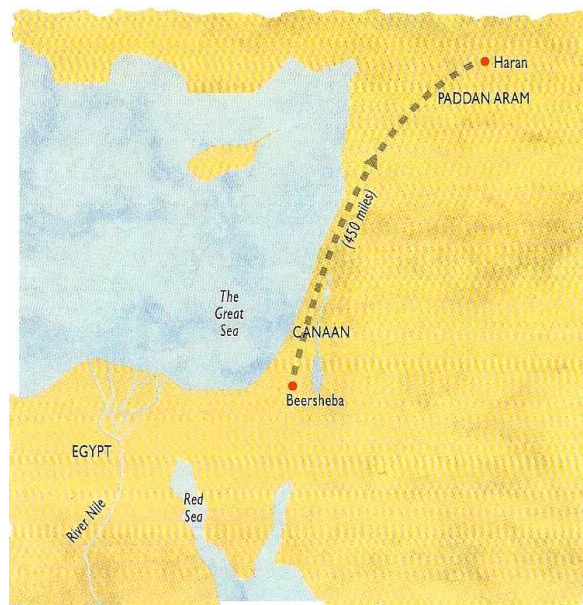 Haran
PADDAN ARAM
(450 miles)
The
Great
Sea
CANAAN
Beersheba
EGYPT
Red
Sea
River Nile